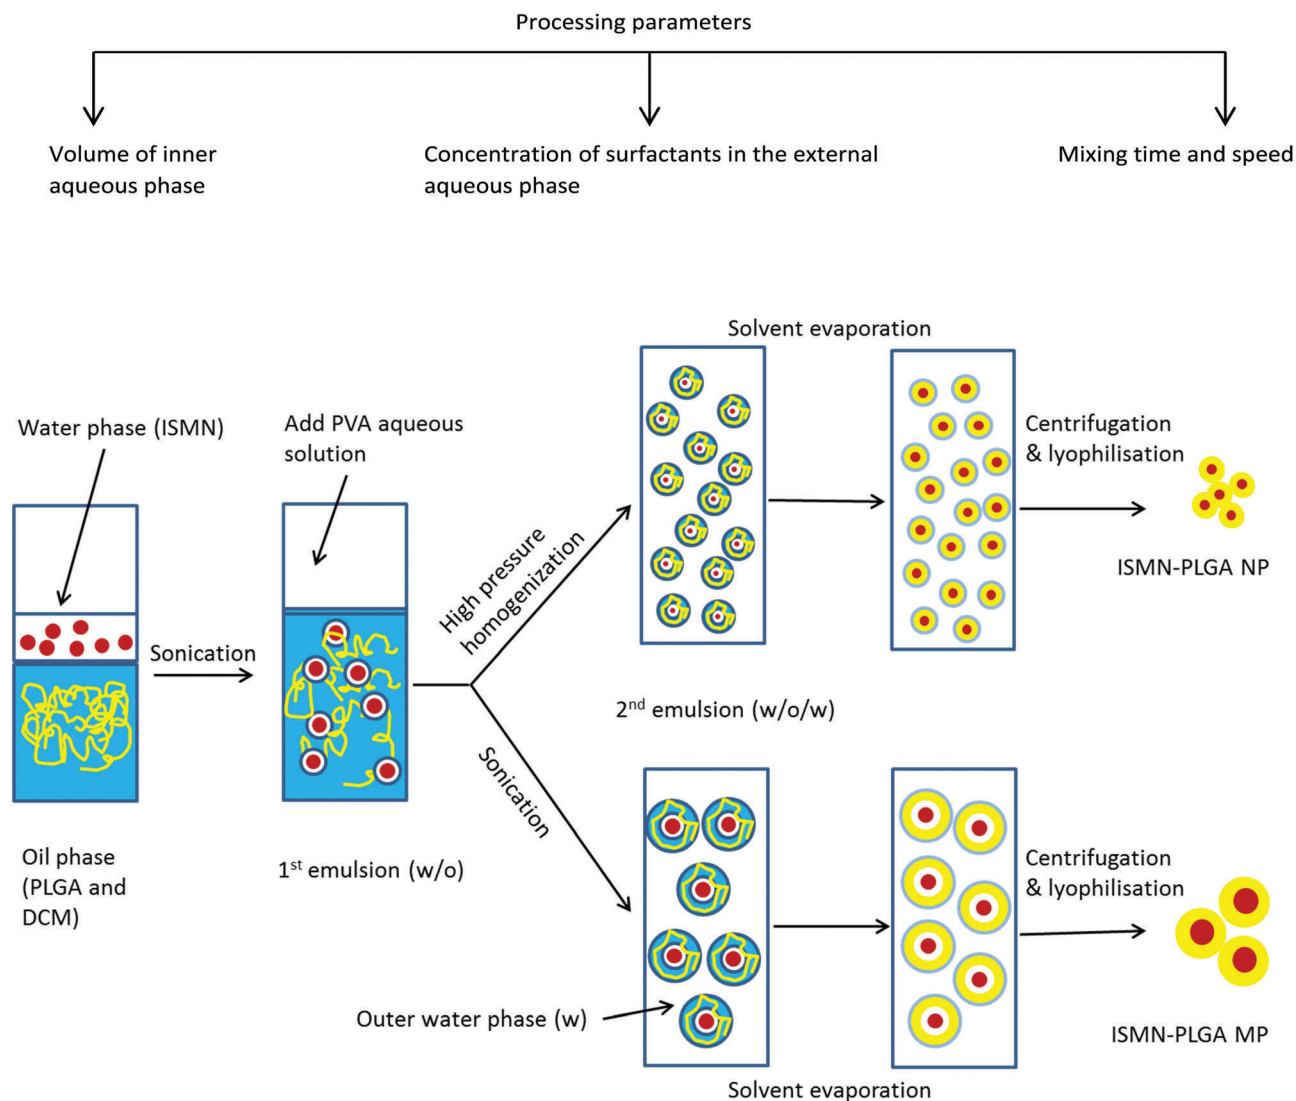 Processing parameters
Volume of inner
aqueous phase
Concentration of surfactants in the external
aqueous phase
Mixing time and speed
Solvent evaporation
Water phase (ISMN)
Add PVA aqueous
solution
Centrifugation
& lyophilisation
High pressure
homogenization
ISMN-PLGA NP
Sonication
2nd emulsion (w/o/w)
Sonication
Oil phase
(PLGA and
DCM)
1st emulsion (w/o)
Centrifugation
& lyophilisation
Outer water phase (w)
ISMN-PLGA MP
Solvent evaporation